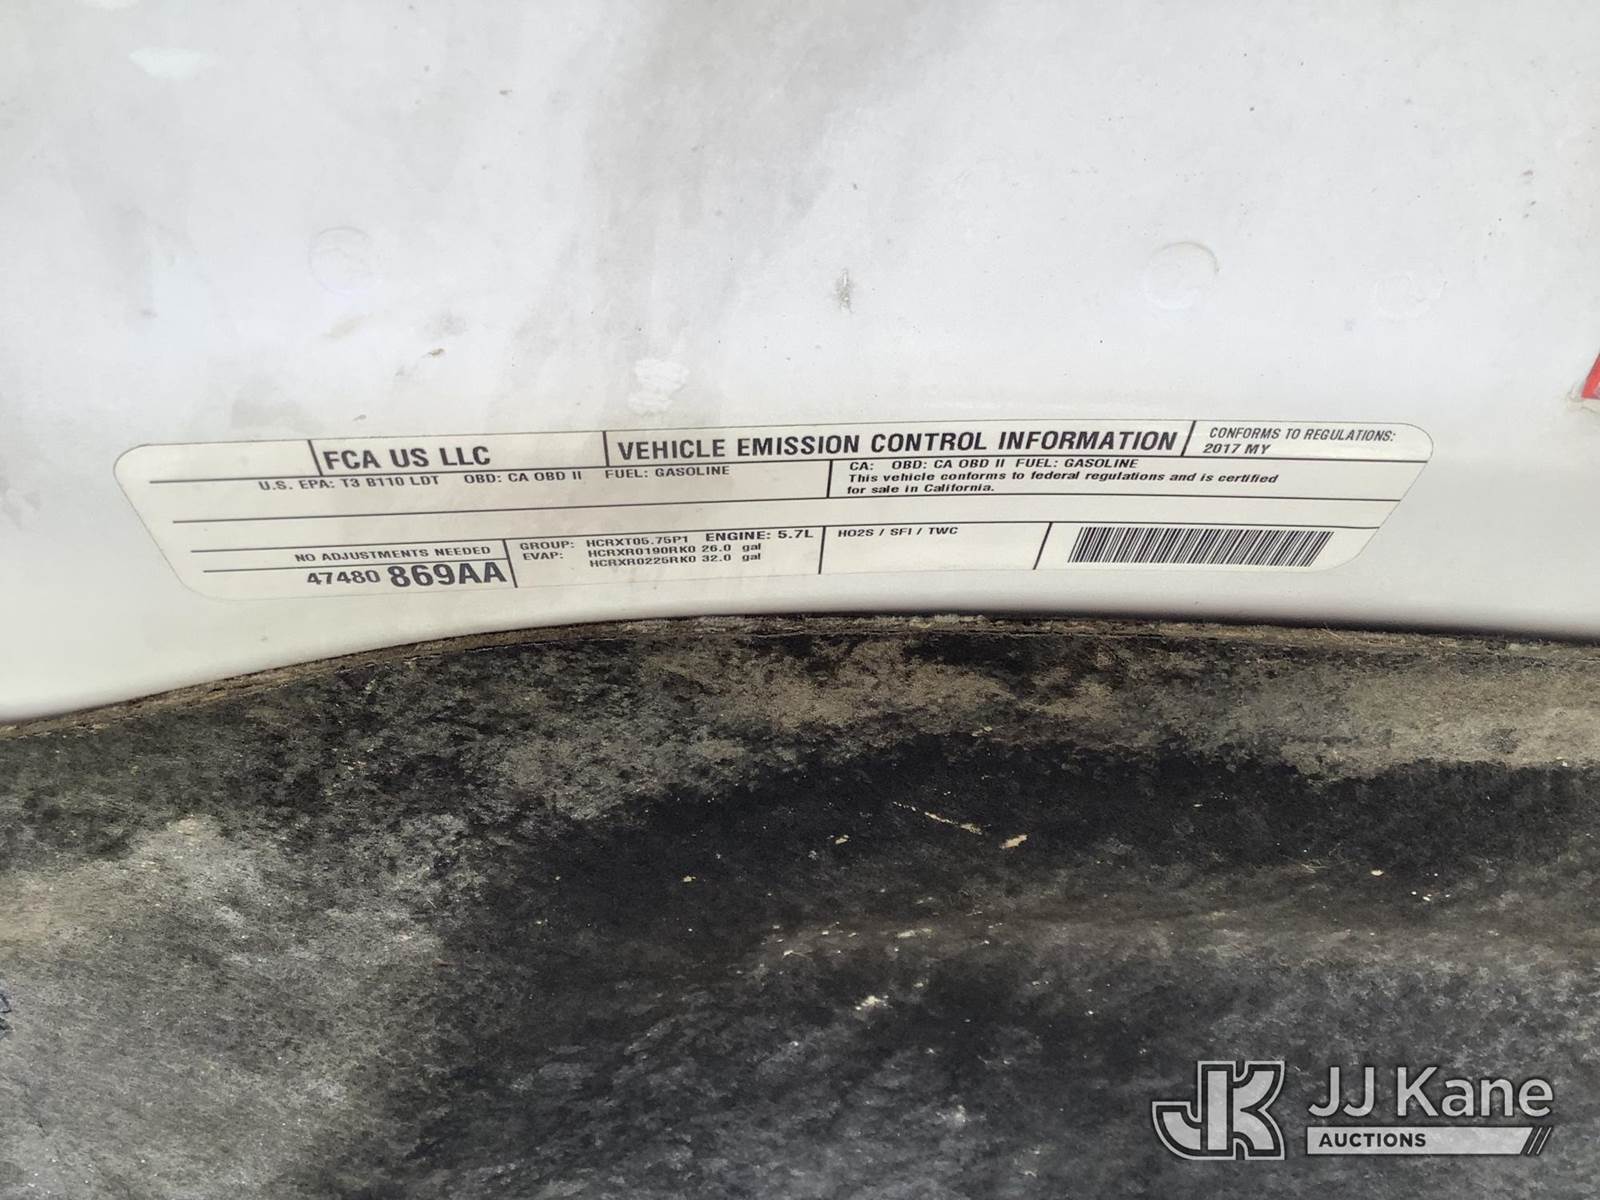 FCA US LLC
VEHICLE EMISSION CONTROL INFORMATION
CONFORMS TO REGULATIONS:
2017 MY
U.S. EPA: T3 B110 LDT OBD: CA OBD II FUEL: GASOLINE
CA: OBD: CA OBD II FUEL: GASOLINE
This vehicle conforms to federal regulations and is certified
for sale in California.
NO ADJUSTMENTS NEEDED
47480 869AA
GROUP: HCRXT05.75P1 ENGINE: 5.7L
EVAP: HCRXR0190RK0 26.0 gal
HCRXR0225RK0 32.0 gal
HO2S / SFI / TWC
JK
JJ Kane
AUCTIONS